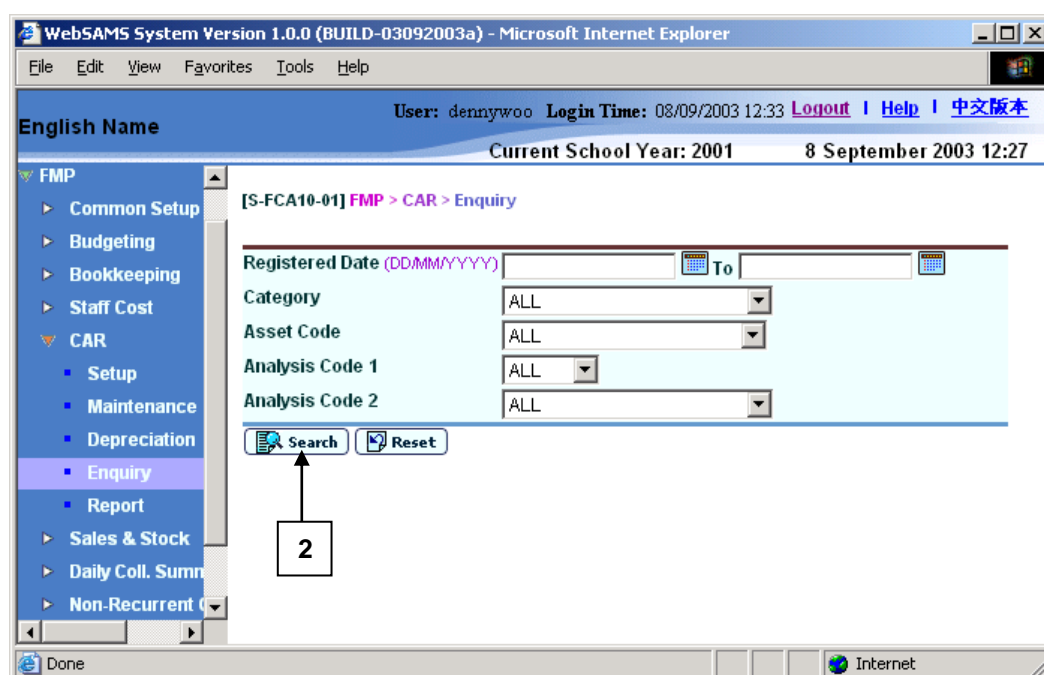 WebSAMS System Version 1.0.0 (BUILD-03092003a) - Microsoft Internet Explorer
File Edit View Favorites Tools Help
English Name
User: dennywoo Login Time: 08/09/2003 12:33 Logout | Help | 中文版本
Current School Year: 2001 8 September 2003 12:27
FMP
Common Setup
Budgeting
Bookkeeping
Staff Cost
CAR
Setup
Maintenance
Depreciation
Enquiry
Report
Sales & Stock
Daily Coll. Summ
Non-Recurrent
[S-FCA10-01] FMP > CAR > Enquiry
Registered Date (DD/MM/YYYY) To
Category ALL
Asset Code ALL
Analysis Code 1 ALL
Analysis Code 2 ALL
Search Reset
2
Done Internet